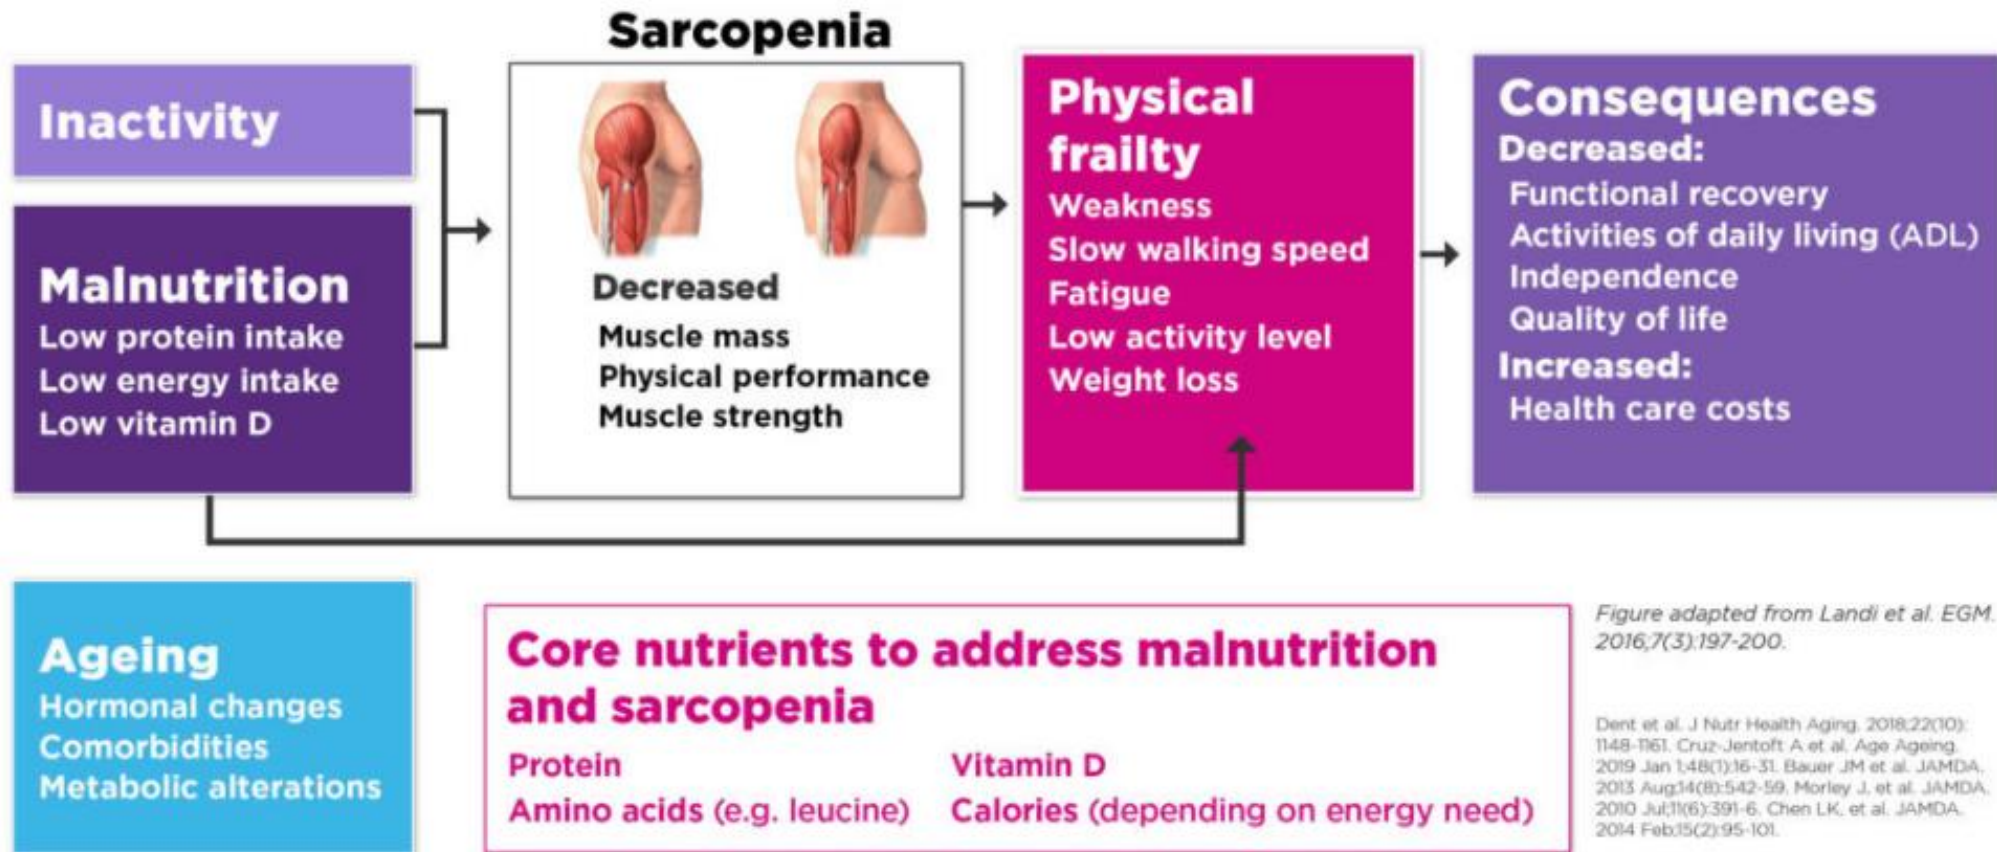 Sarcopenia
Inactivity
Malnutrition
Low protein intake
Low energy intake
Low vitamin D
Decreased
Muscle mass
Physical performance
Muscle strength
Physical
frailty
Weakness
Slow walking speed
Fatigue
Low activity level
Weight loss
Consequences
Decreased:
Functional recovery
Activities of daily living (ADL)
Independence
Quality of life
Increased:
Health care costs
Ageing
Hormonal changes
Comorbidities
Metabolic alterations
Core nutrients to address malnutrition
and sarcopenia
Protein
Amino acids (e.g. leucine)
Vitamin D
Calories (depending on energy need)
Figure adapted from Landi et al. EGM.
2016;7(3):197-200.
Dent et al. J Nutr Health Aging. 2018;22(10):
1148-1161. Cruz-Jentoft A et al. Age Ageing.
2019 Jan 1;48(1):16-31. Bauer JM et al. JAMDA.
2013 Aug;14(8):542-59. Morley J, et al. JAMDA.
2010 Jul;11(6):391-6. Chen LK, et al. JAMDA.
2014 Feb;15(2):95-101.